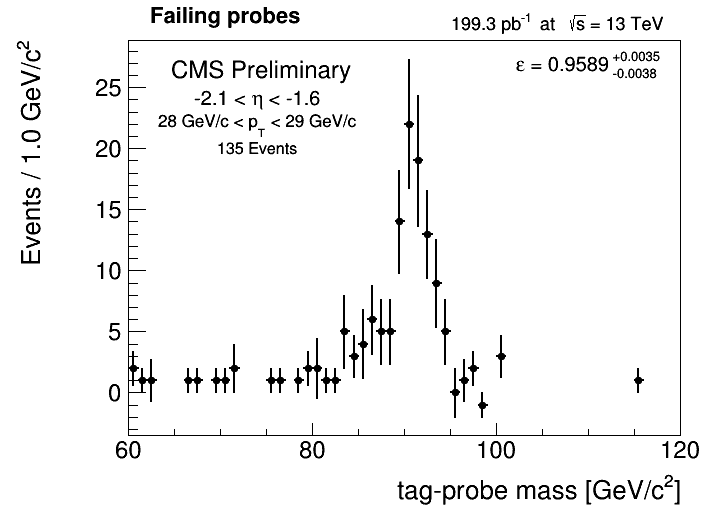 Failing probes
199.3 pb⁻¹ at √s = 13 TeV
CMS Preliminary
-2.1 < η < -1.6
28 GeV/c < p_T < 29 GeV/c
135 Events
ε = 0.9589 +0.0035 -0.0038
Events / 1.0 GeV/c²
25
20
15
10
5
0
60 80 100 120
tag-probe mass [GeV/c²]